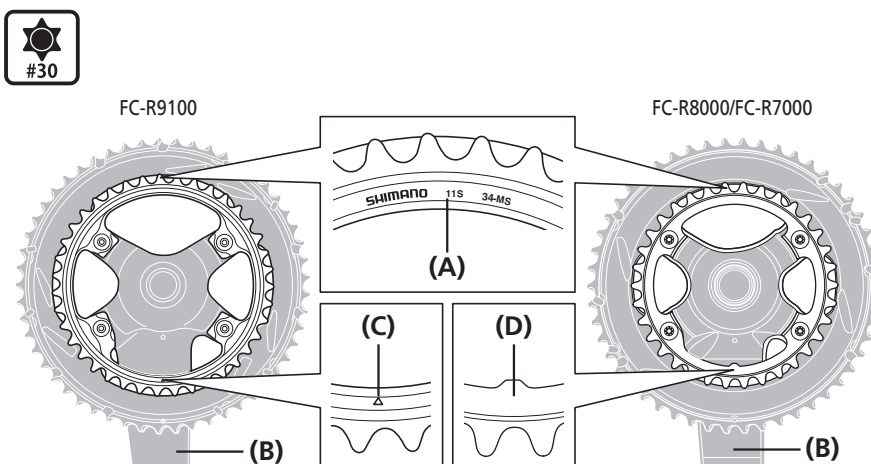 #30
FC-R9100
FC-R8000/FC-R7000
SHIMANO 11S 34-MS
(A)
(C)
(D)
(B)
(B)